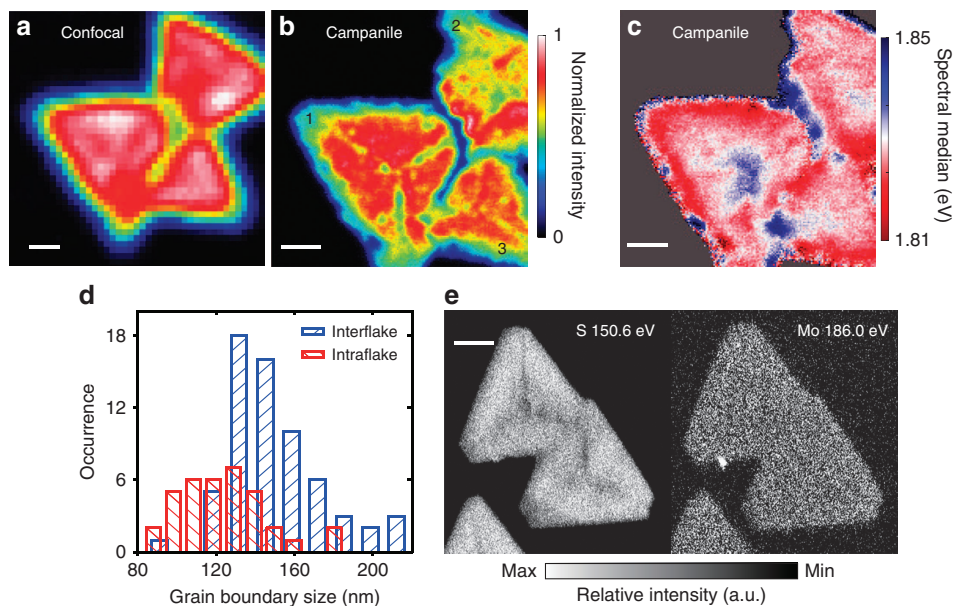 a
Confocal
b
Campanile
1
2
3
1
Normalized intensity
0
c
Campanile
1.85
Spectral median (eV)
1.81
d
18
12
6
0
Occurrence
Interflake
Intraflake
80
120
160
200
Grain boundary size (nm)
e
S 150.6 eV
Mo 186.0 eV
Max
Min
Relative intensity (a.u.)